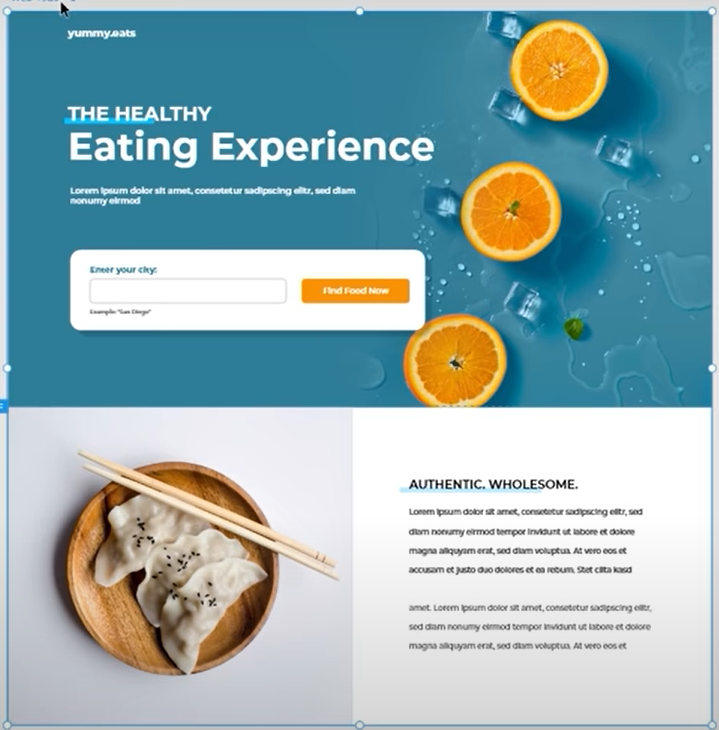 yummy.eats
THE HEALTHY
Eating Experience
Lorem ipsum dolor sit amet, consetetur sadipscing elitr, sed diam
nonumy eirmod
Enter your city:
Find Food Now
Example: "San Diego"
AUTHENTIC. WHOLESOME.
Lorem ipsum dolor sit amet, consetetur sadipscing elitr, sed
diam nonumy eirmod tempor invidunt ut labore et dolore
magna aliquyam erat, sed diam voluptua. At vero eos et
accusam et justo duo dolores et ea rebum. Stet clita kasd
amet. Lorem ipsum dolor sit amet, consetetur sadipscing elitr,
sed diam nonumy eirmod tempor invidunt ut labore et dolore
magna aliquyam erat, sed diam voluptua. At vero eos et